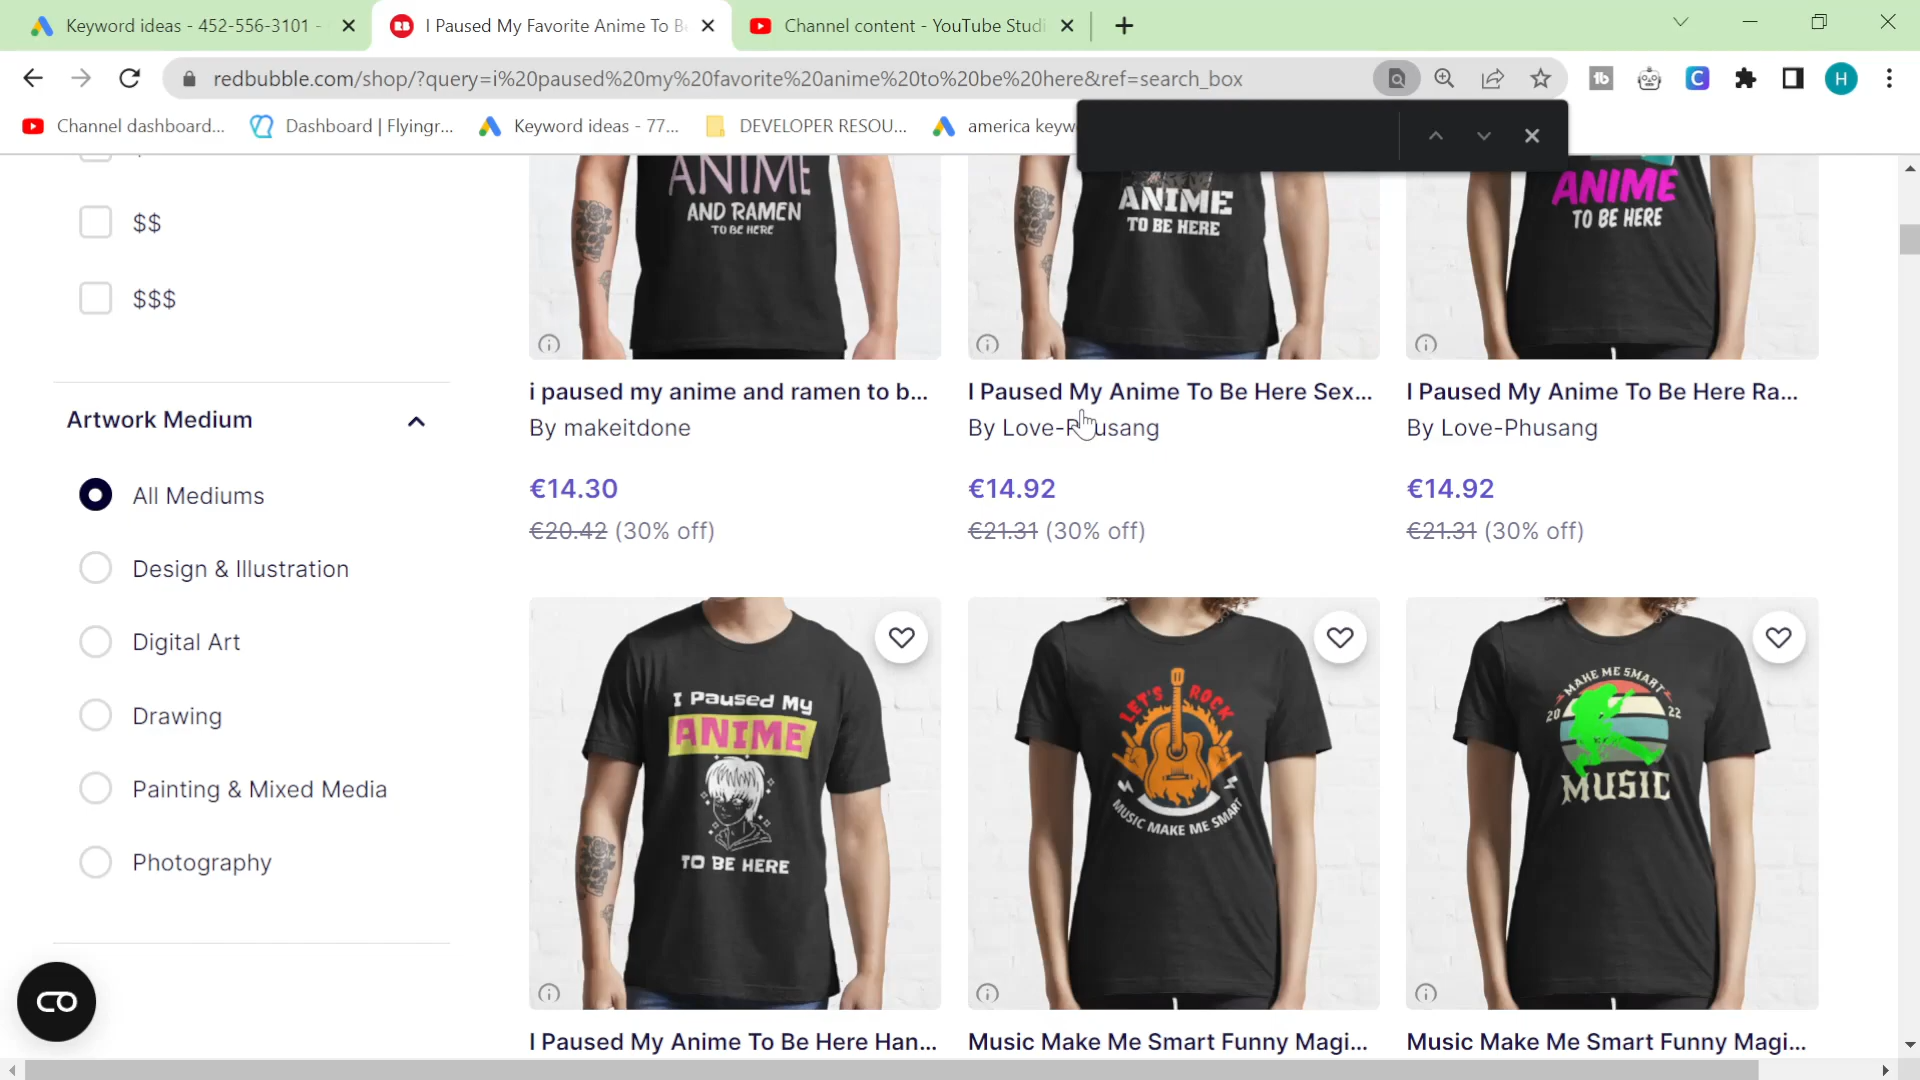 Keyword ideas - 452-556-3101 -
I Paused My Favorite Anime To Be
Channel content - YouTube Studi
redbubble.com/shop/?query=i%20paused%20my%20favorite%20anime%20to%20be%20here&ref=search_box
H
Channel dashboard...
Dashboard | Flyingr...
Keyword ideas - 77...
DEVELOPER RESOU...
america keyw
$$
$$$
Artwork Medium
All Mediums
Design & Illustration
Digital Art
Drawing
Painting & Mixed Media
Photography
ANIME
AND RAMEN
TO BE HERE
ANIME
TO BE HERE
ANIME
TO BE HERE
i paused my anime and ramen to b...
By makeitdone
€14.30
€20.42 (30% off)
I Paused My Anime To Be Here Sex...
By Love-Phusang
€14.92
€21.31 (30% off)
I Paused My Anime To Be Here Ra...
By Love-Phusang
€14.92
€21.31 (30% off)
I Paused My
ANIME
TO BE HERE
LET'S ROCK
MUSIC MAKE ME SMART
MAKE ME SMART
20 22
MUSIC
I Paused My Anime To Be Here Han...
Music Make Me Smart Funny Magi...
Music Make Me Smart Funny Magi...